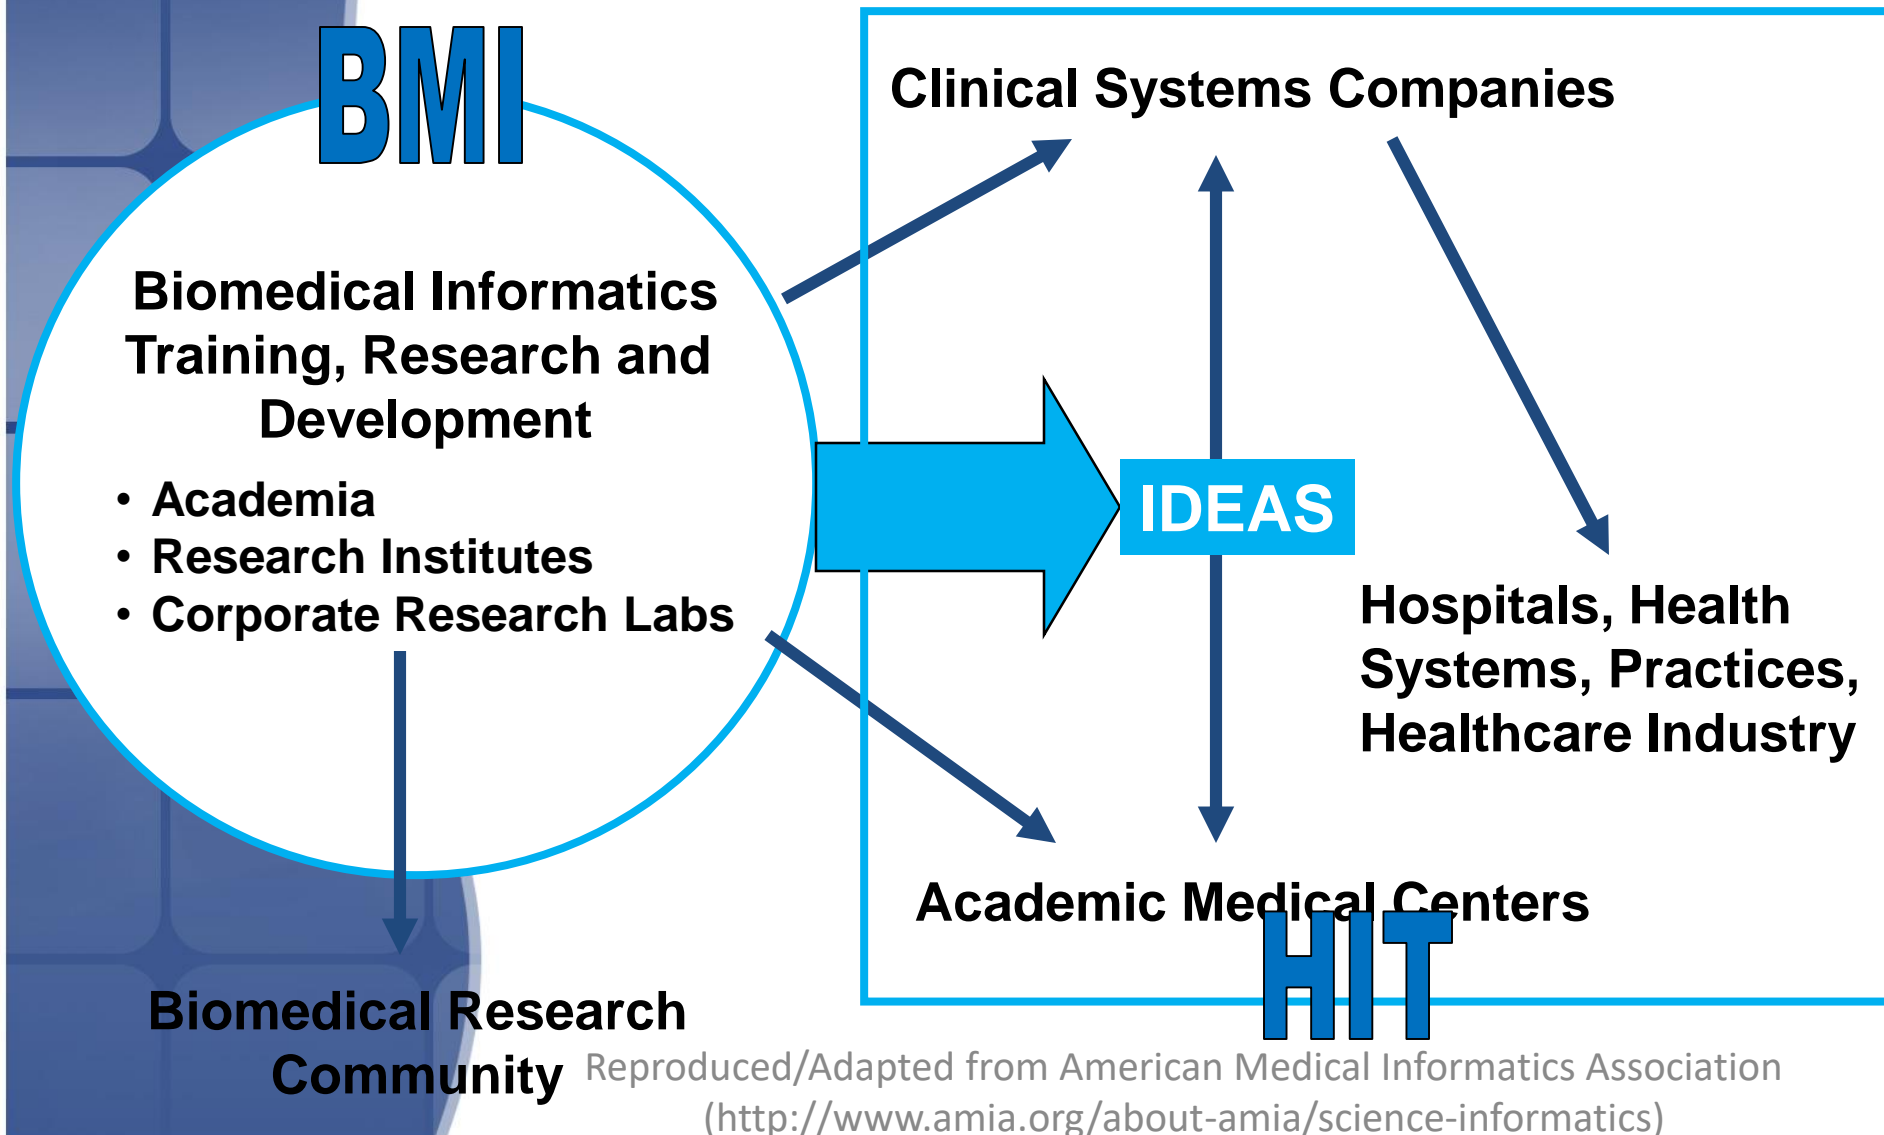 BMI
Biomedical Informatics
Training, Research and
Development
• Academia
• Research Institutes
• Corporate Research Labs
Biomedical Research
Community
Clinical Systems Companies
IDEAS
Hospitals, Health
Systems, Practices,
Healthcare Industry
Academic Medical Centers
HIT
Reproduced/Adapted from American Medical Informatics Association
(http://www.amia.org/about-amia/science-informatics)